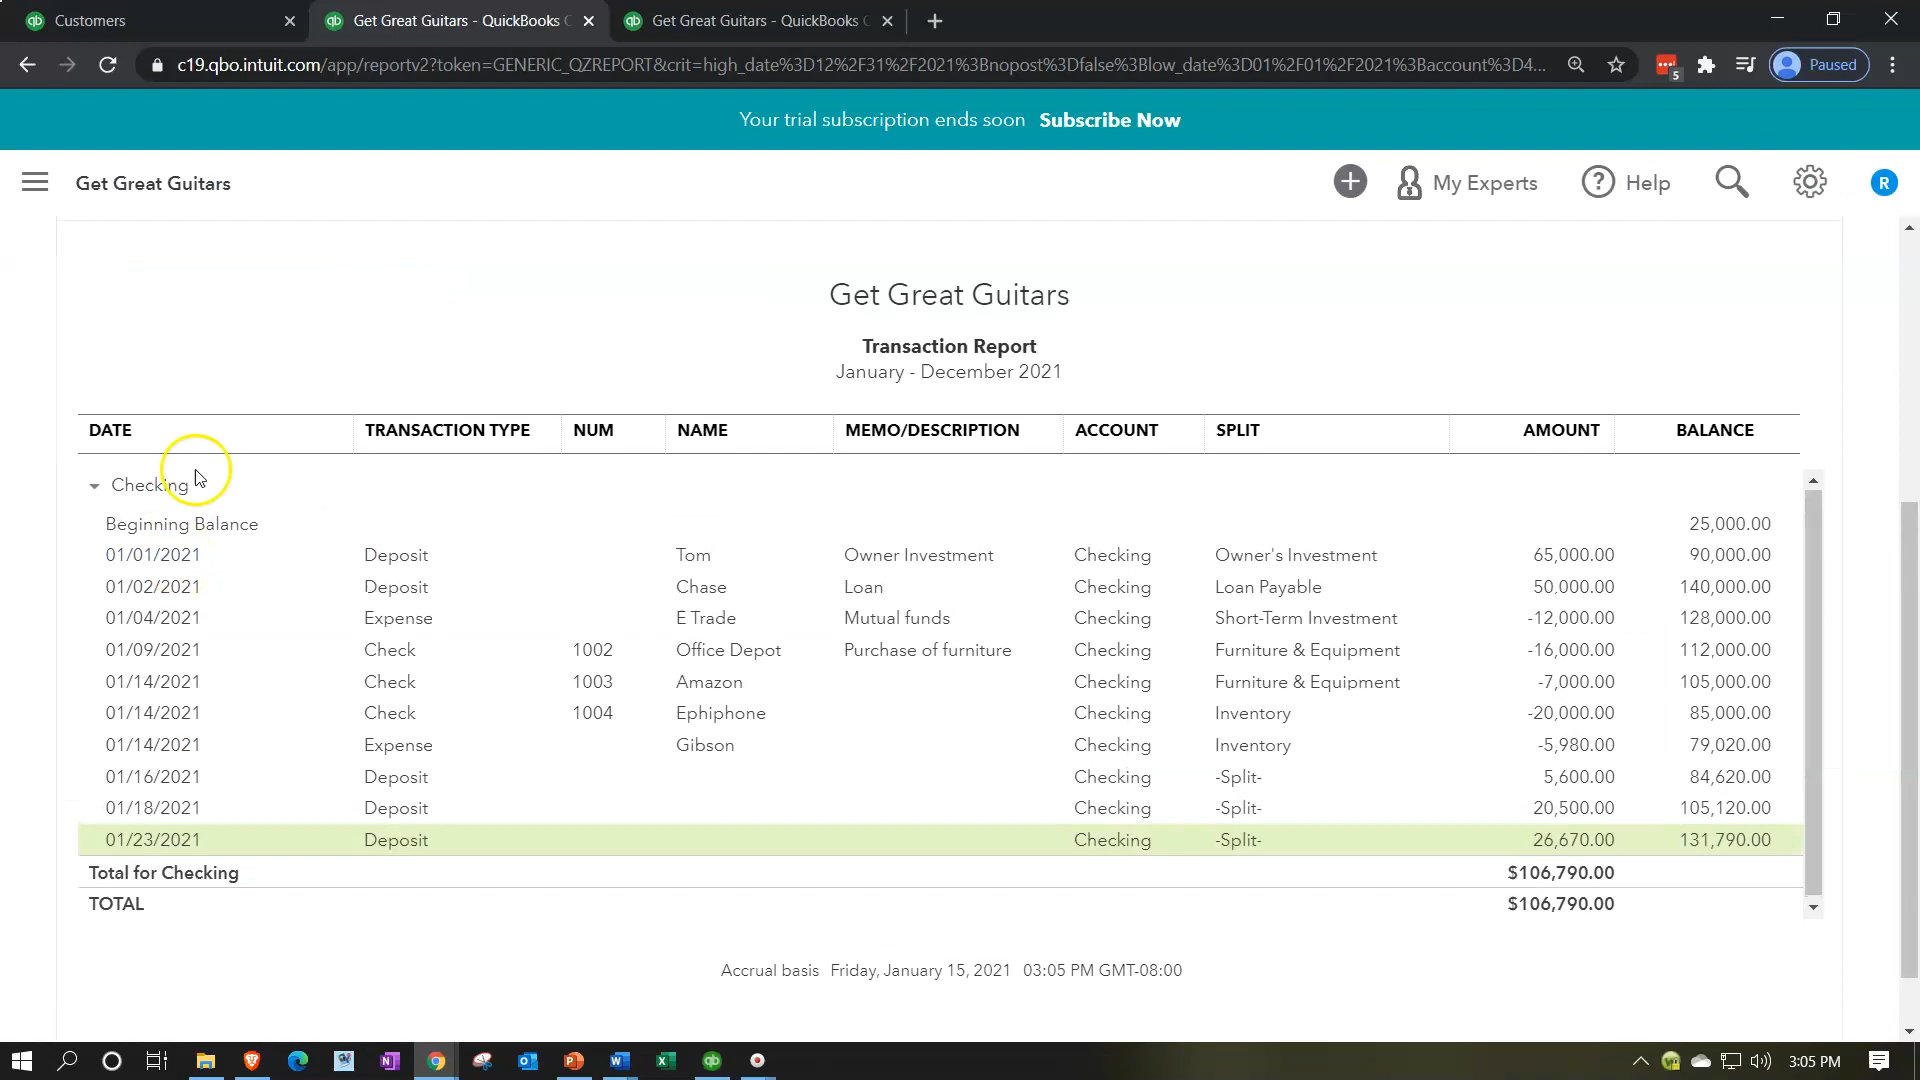 Customers
Get Great Guitars - QuickBooks C
Get Great Guitars - QuickBooks C
c19.qbo.intuit.com/app/reportv2?token=GENERIC_QZREPORT&crit=high_date%3D12%2F31%2F2021%3Bnopost%3Dfalse%3Blow_date%3D01%2F01%2F2021%3Baccount%3D4...
5
Paused
Your trial subscription ends soon Subscribe Now
Get Great Guitars
My Experts
Help
R
Get Great Guitars
Transaction Report
January - December 2021
DATE TRANSACTION TYPE NUM NAME MEMO/DESCRIPTION ACCOUNT SPLIT AMOUNT BALANCE
Checking
Beginning Balance 25,000.00
01/01/2021 Deposit Tom Owner Investment Checking Owner's Investment 65,000.00 90,000.00
01/02/2021 Deposit Chase Loan Checking Loan Payable 50,000.00 140,000.00
01/04/2021 Expense E Trade Mutual funds Checking Short-Term Investment -12,000.00 128,000.00
01/09/2021 Check 1002 Office Depot Purchase of furniture Checking Furniture & Equipment -16,000.00 112,000.00
01/14/2021 Check 1003 Amazon Checking Furniture & Equipment -7,000.00 105,000.00
01/14/2021 Check 1004 Ephiphone Checking Inventory -20,000.00 85,000.00
01/14/2021 Expense Gibson Checking Inventory -5,980.00 79,020.00
01/16/2021 Deposit Checking -Split- 5,600.00 84,620.00
01/18/2021 Deposit Checking -Split- 20,500.00 105,120.00
01/23/2021 Deposit Checking -Split- 26,670.00 131,790.00
Total for Checking $106,790.00
TOTAL $106,790.00
Accrual basis Friday, January 15, 2021 03:05 PM GMT-08:00
3:05 PM